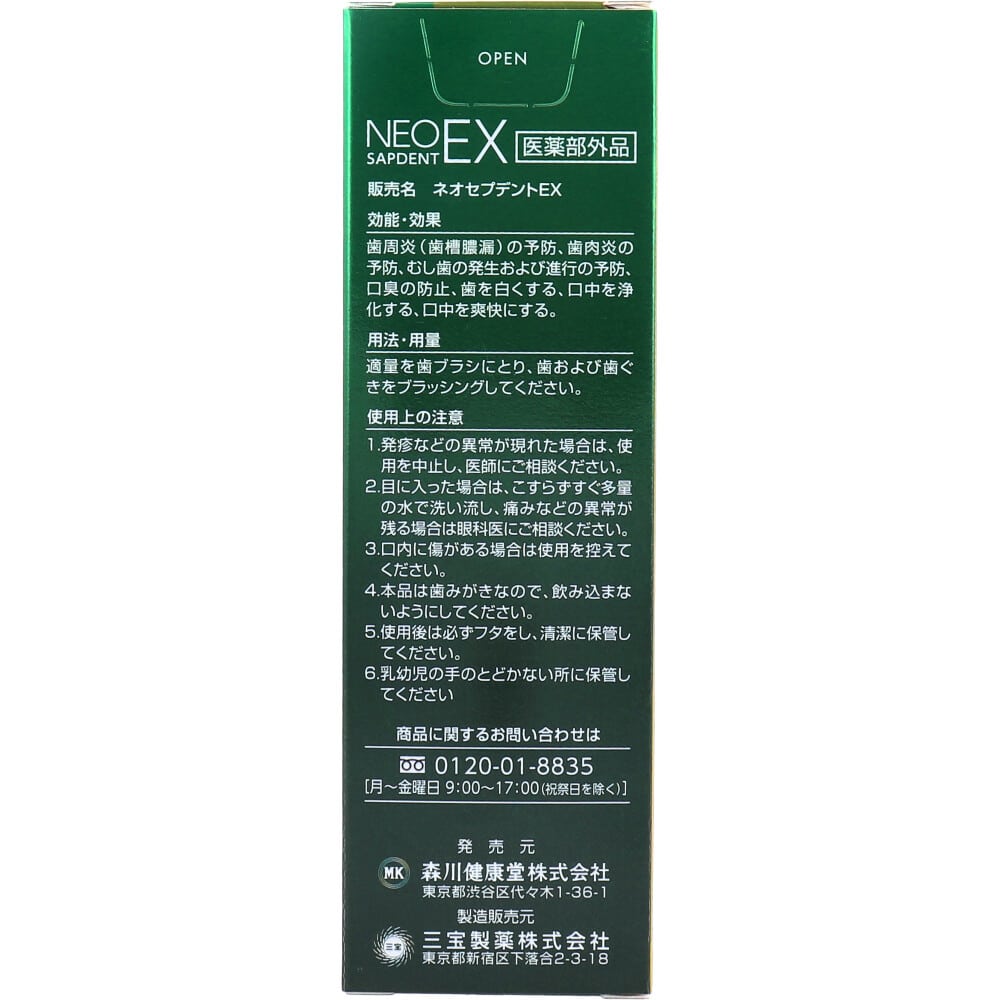 OPEN
NEO EX 医薬部外品
SAPDENT
販売名 ネオセプデントEX
効能・効果
歯周炎(歯槽膿漏)の予防、歯肉炎の
予防、むし歯の発生および進行の予防、
口臭の防止、歯を白くする、口中を浄
化する、口中を爽快にする。
用法・用量
適量を歯ブラシにとり、歯および歯ぐ
きをブラッシングしてください。
使用上の注意
1.発疹などの異常が現れた場合は、使
用を中止し、医師にご相談ください。
2.目に入った場合は、こすらずすぐ多量
の水で洗い流し、痛みなどの異常が
残る場合は眼科医にご相談ください。
3.口内に傷がある場合は使用を控えて
ください。
4.本品は歯みがきなので、飲み込まな
いようにしてください。
5.使用後は必ずフタをし、清潔に保管し
てください。
6.乳幼児の手のとどかない所に保管し
てください
商品に関するお問い合わせは
0120-01-8835
[月〜金曜日 9:00〜17:00(祝祭日を除く)]
発売元
MK 森川健康堂株式会社
東京都渋谷区代々木1-36-1
製造販売元
三宝 三宝製薬株式会社
東京都新宿区下落合2-3-18